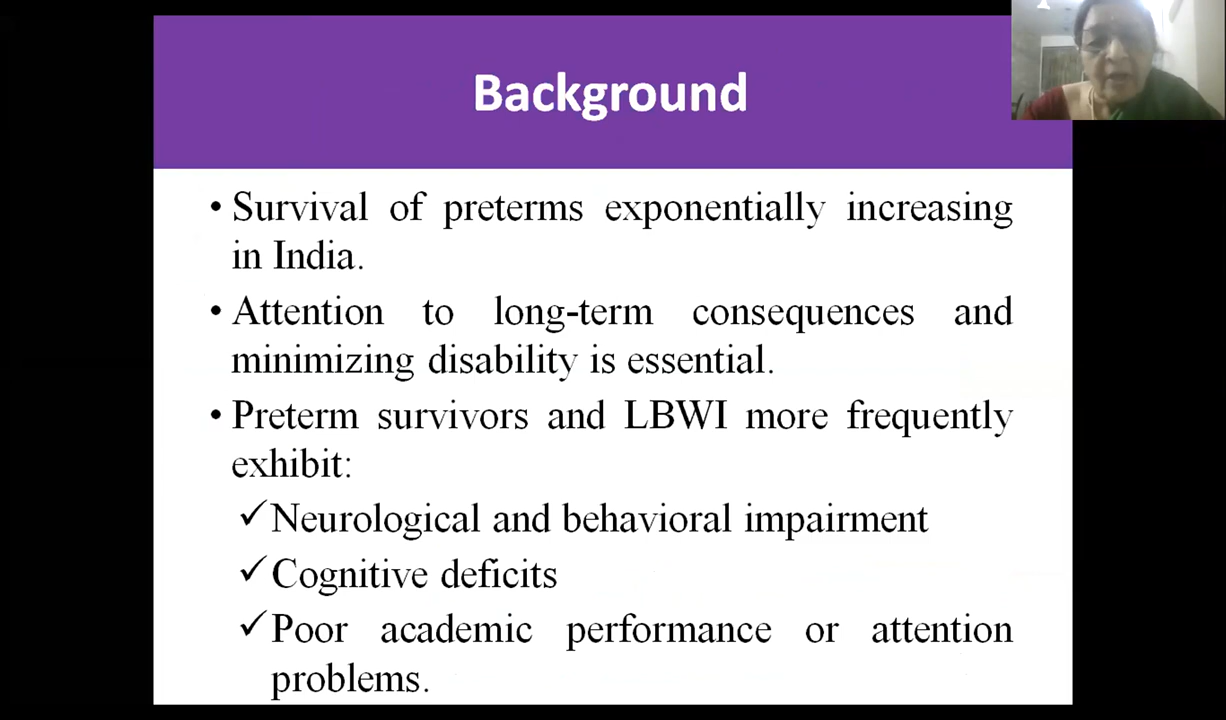 Background
• Survival of preterms exponentially increasing
in India.
• Attention to long-term consequences and
minimizing disability is essential.
• Preterm survivors and LBWI more frequently
exhibit:
✓Neurological and behavioral impairment
✓Cognitive deficits
✓Poor academic performance or attention
problems.